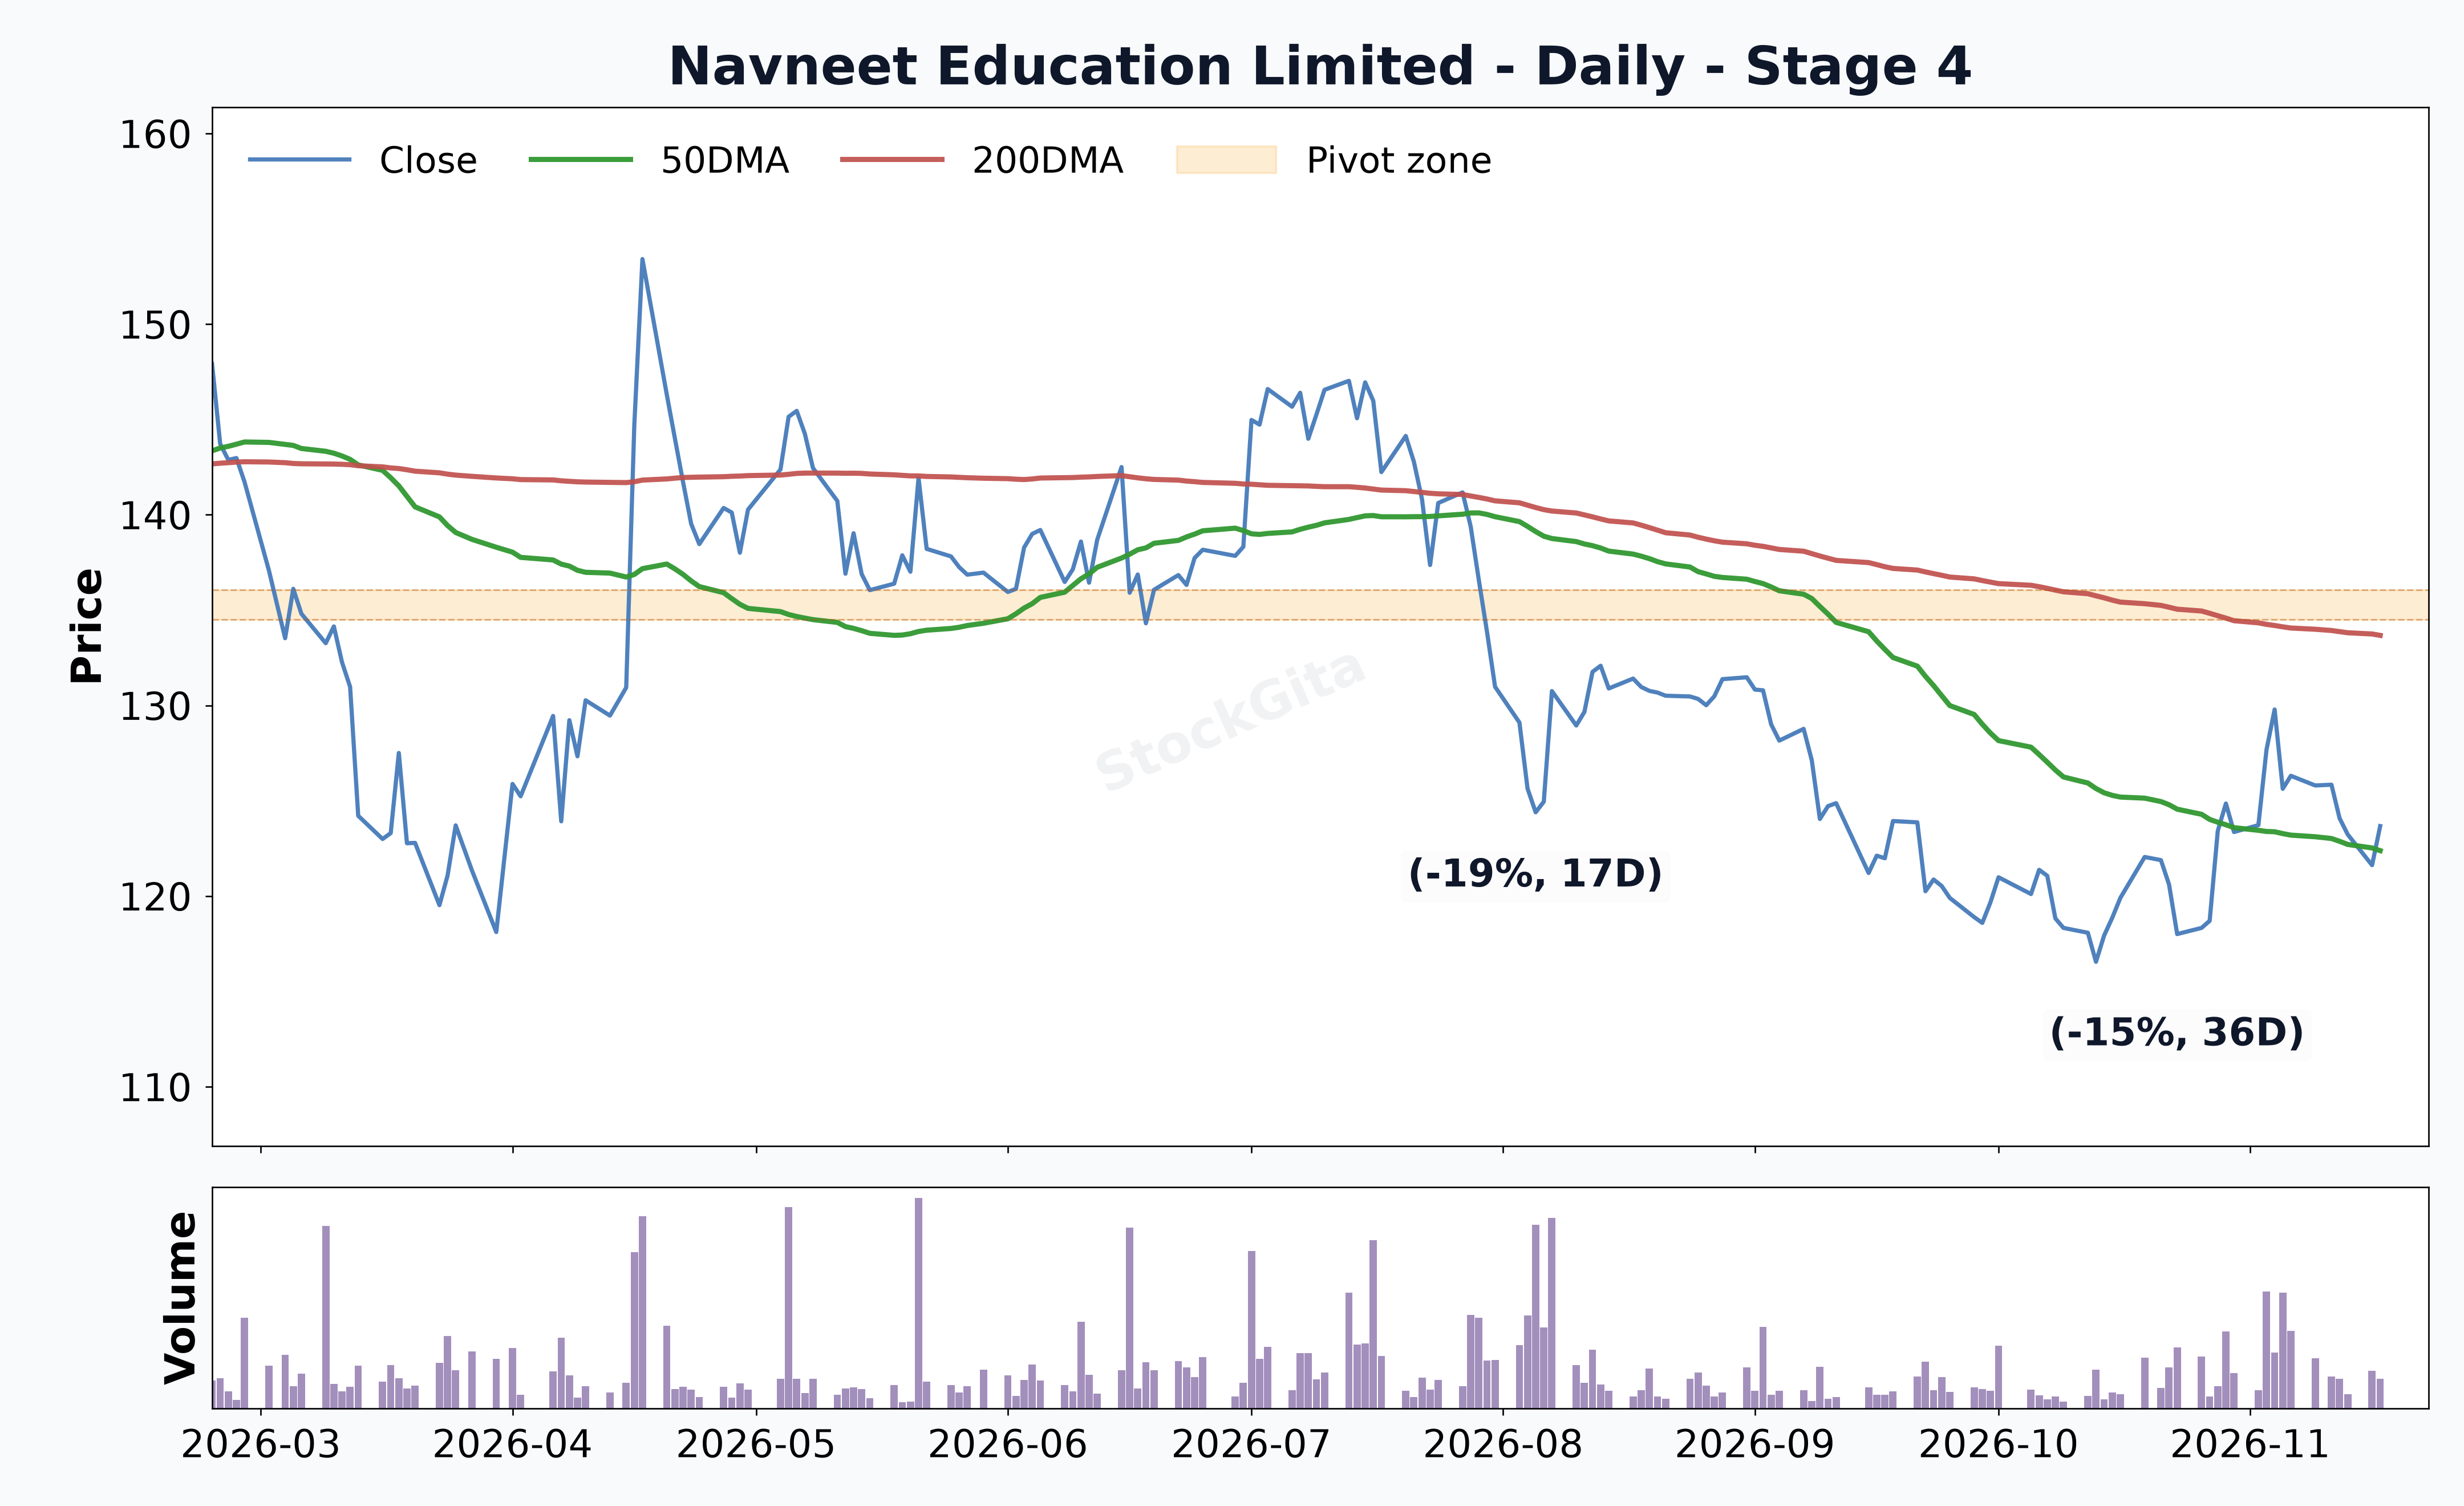 Navneet Education Limited - Daily - Stage 4
Close 50DMA 200DMA Pivot zone
160
150
140
130
120
110
Price
StockGita
(-19%, 17D)
(-15%, 36D)
Volume
2026-03 2026-04 2026-05 2026-06 2026-07 2026-08 2026-09 2026-10 2026-11